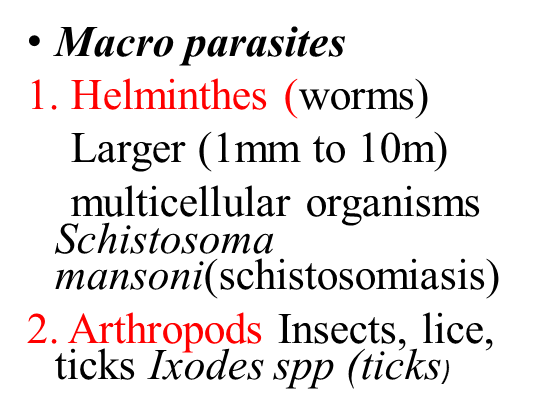 • Macro parasites
1. Helminthes (worms)
Larger (1mm to 10m)
multicellular organisms
Schistosoma
mansoni(schistosomiasis)
2. Arthropods Insects, lice,
ticks Ixodes spp (ticks)